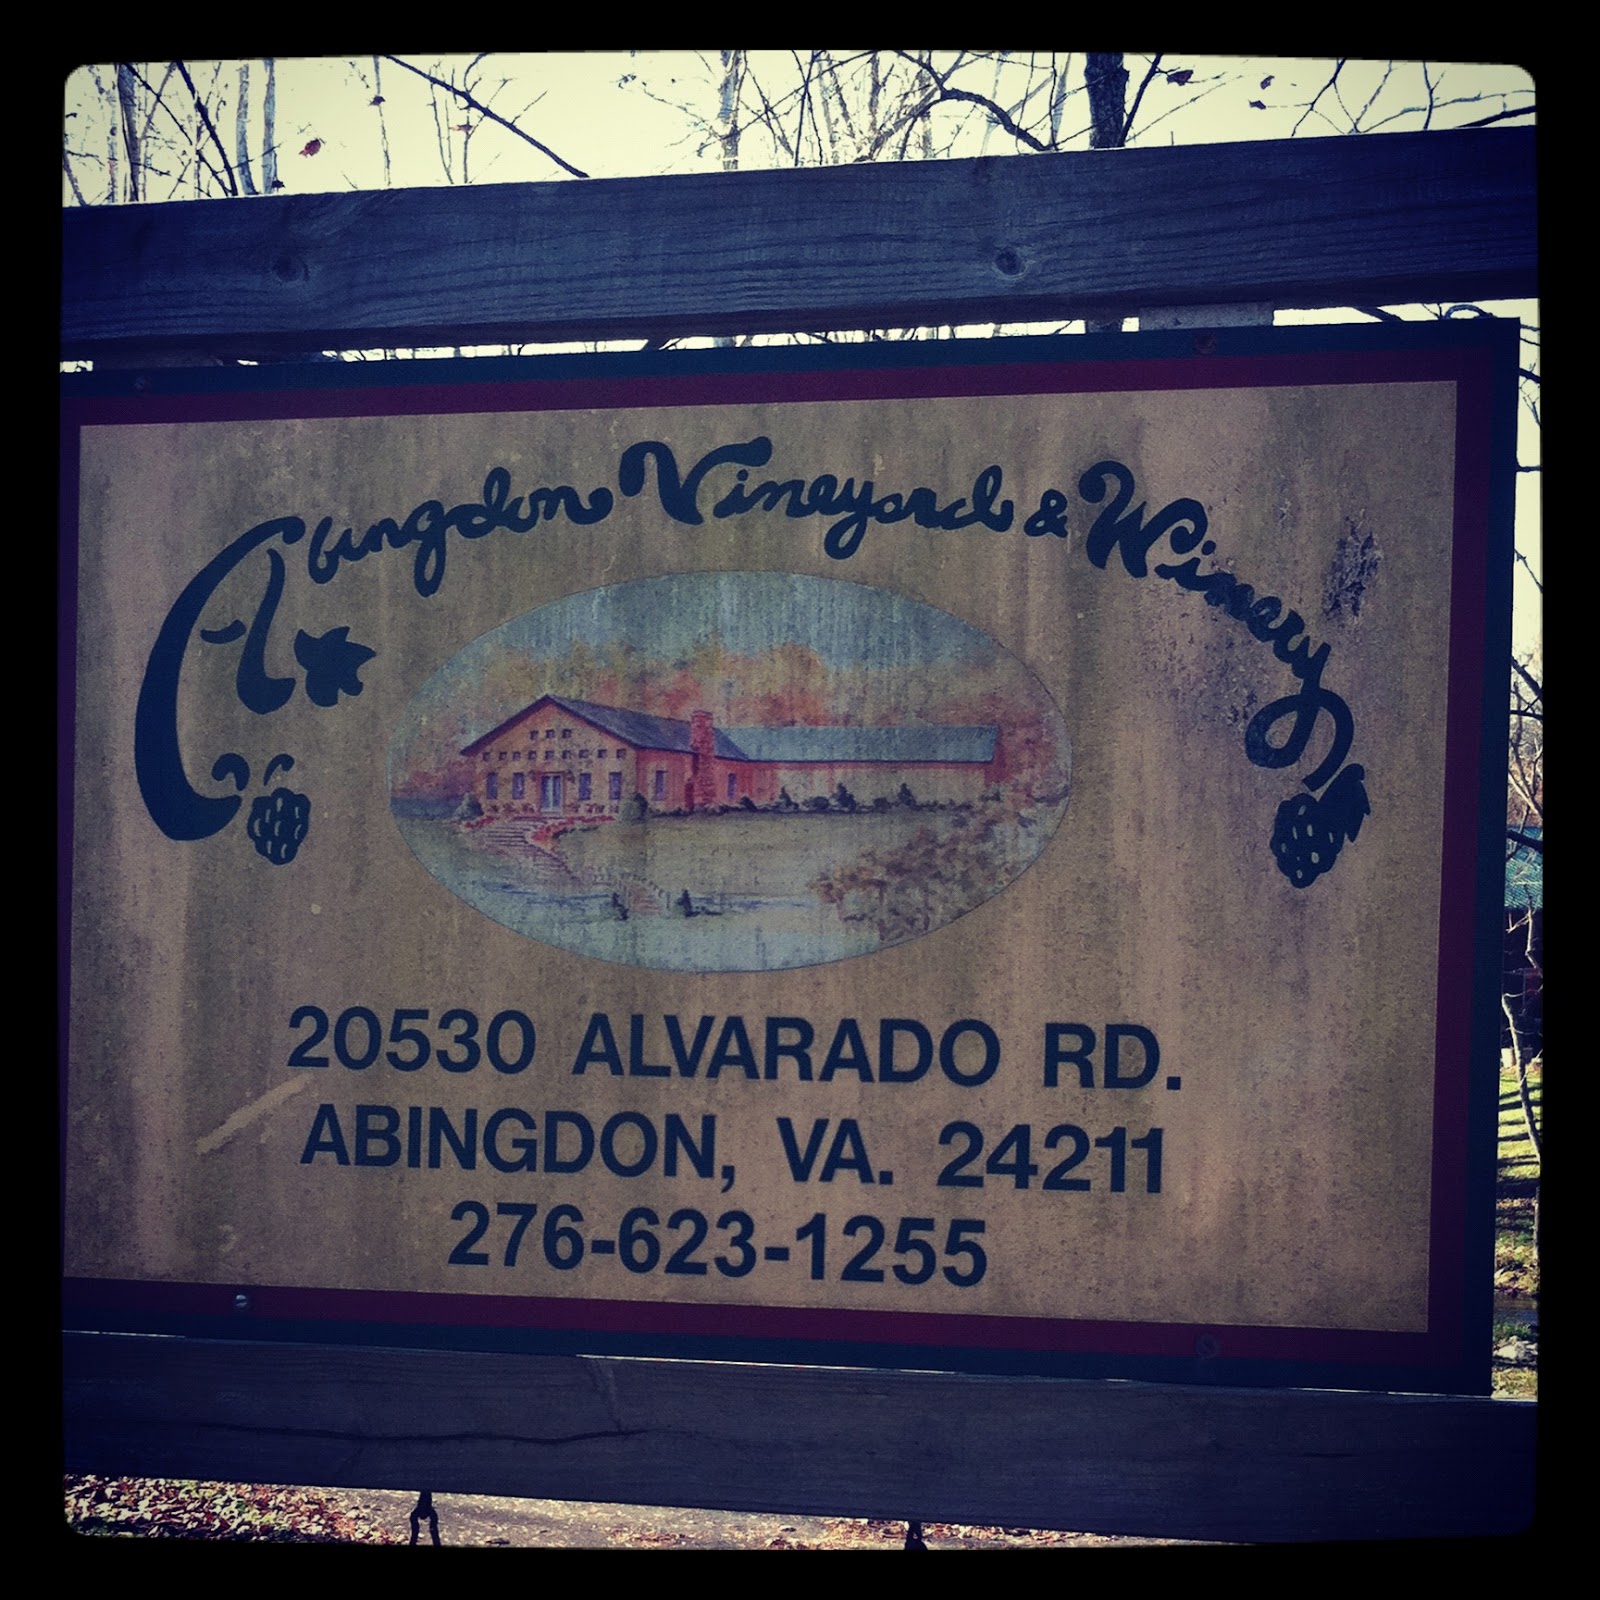 Abingdon Vineyard & Winery
20530 ALVARADO RD.
ABINGDON, VA. 24211
276-623-1255